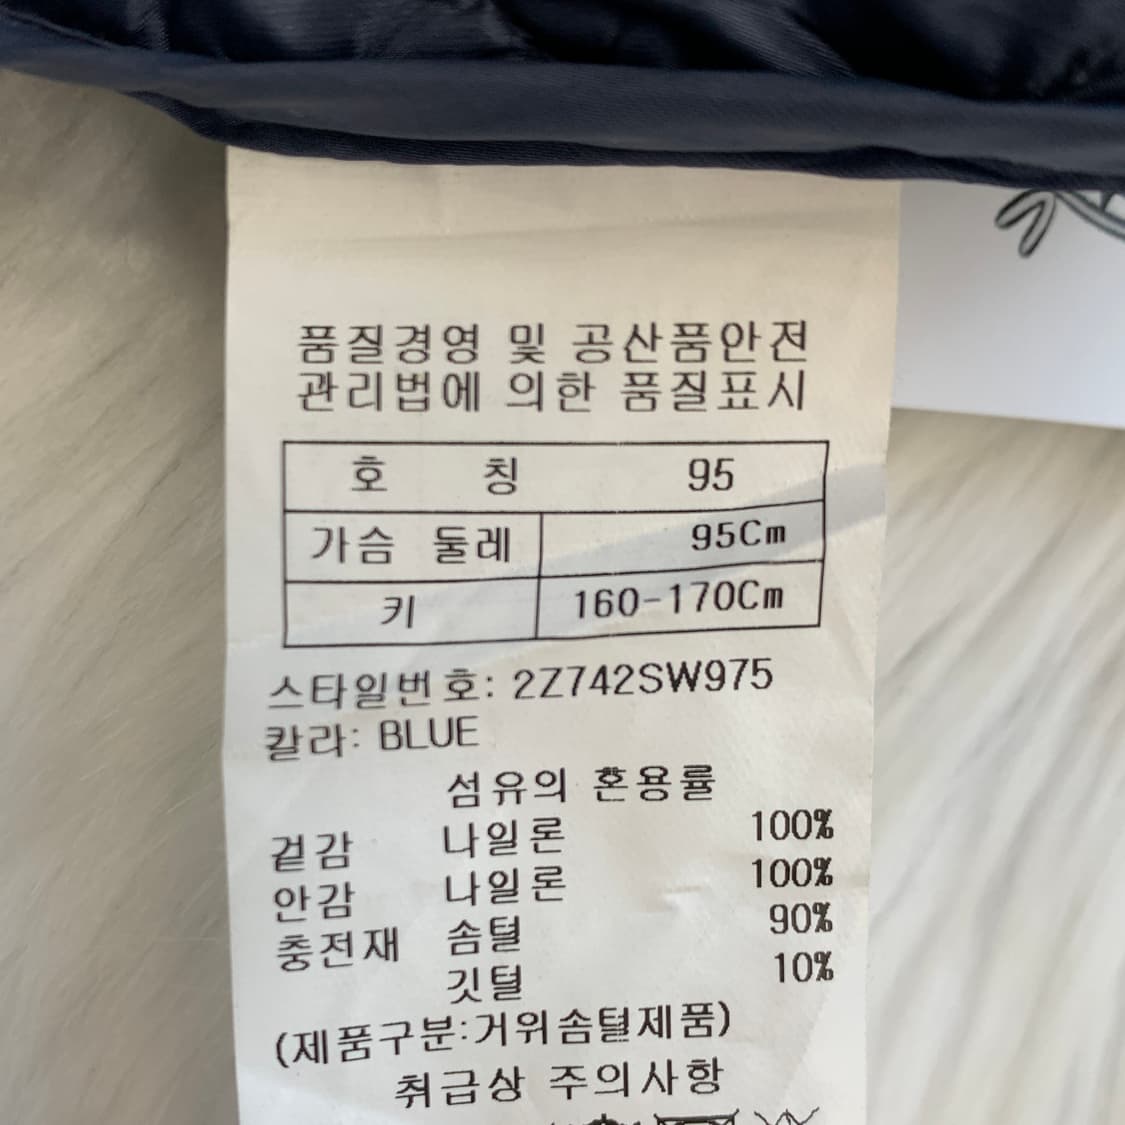 품질경영 및 공산품안전
관리법에 의한 품질표시
호 칭 95
가슴 둘레 95Cm
키 160-170Cm
스타일번호: 2Z742SW975
칼라: BLUE
섬유의 혼용률
겉감 나일론 100%
안감 나일론 100%
충전재 솜털 90%
깃털 10%
(제품구분:거위솜털제품)
취급상 주의사항